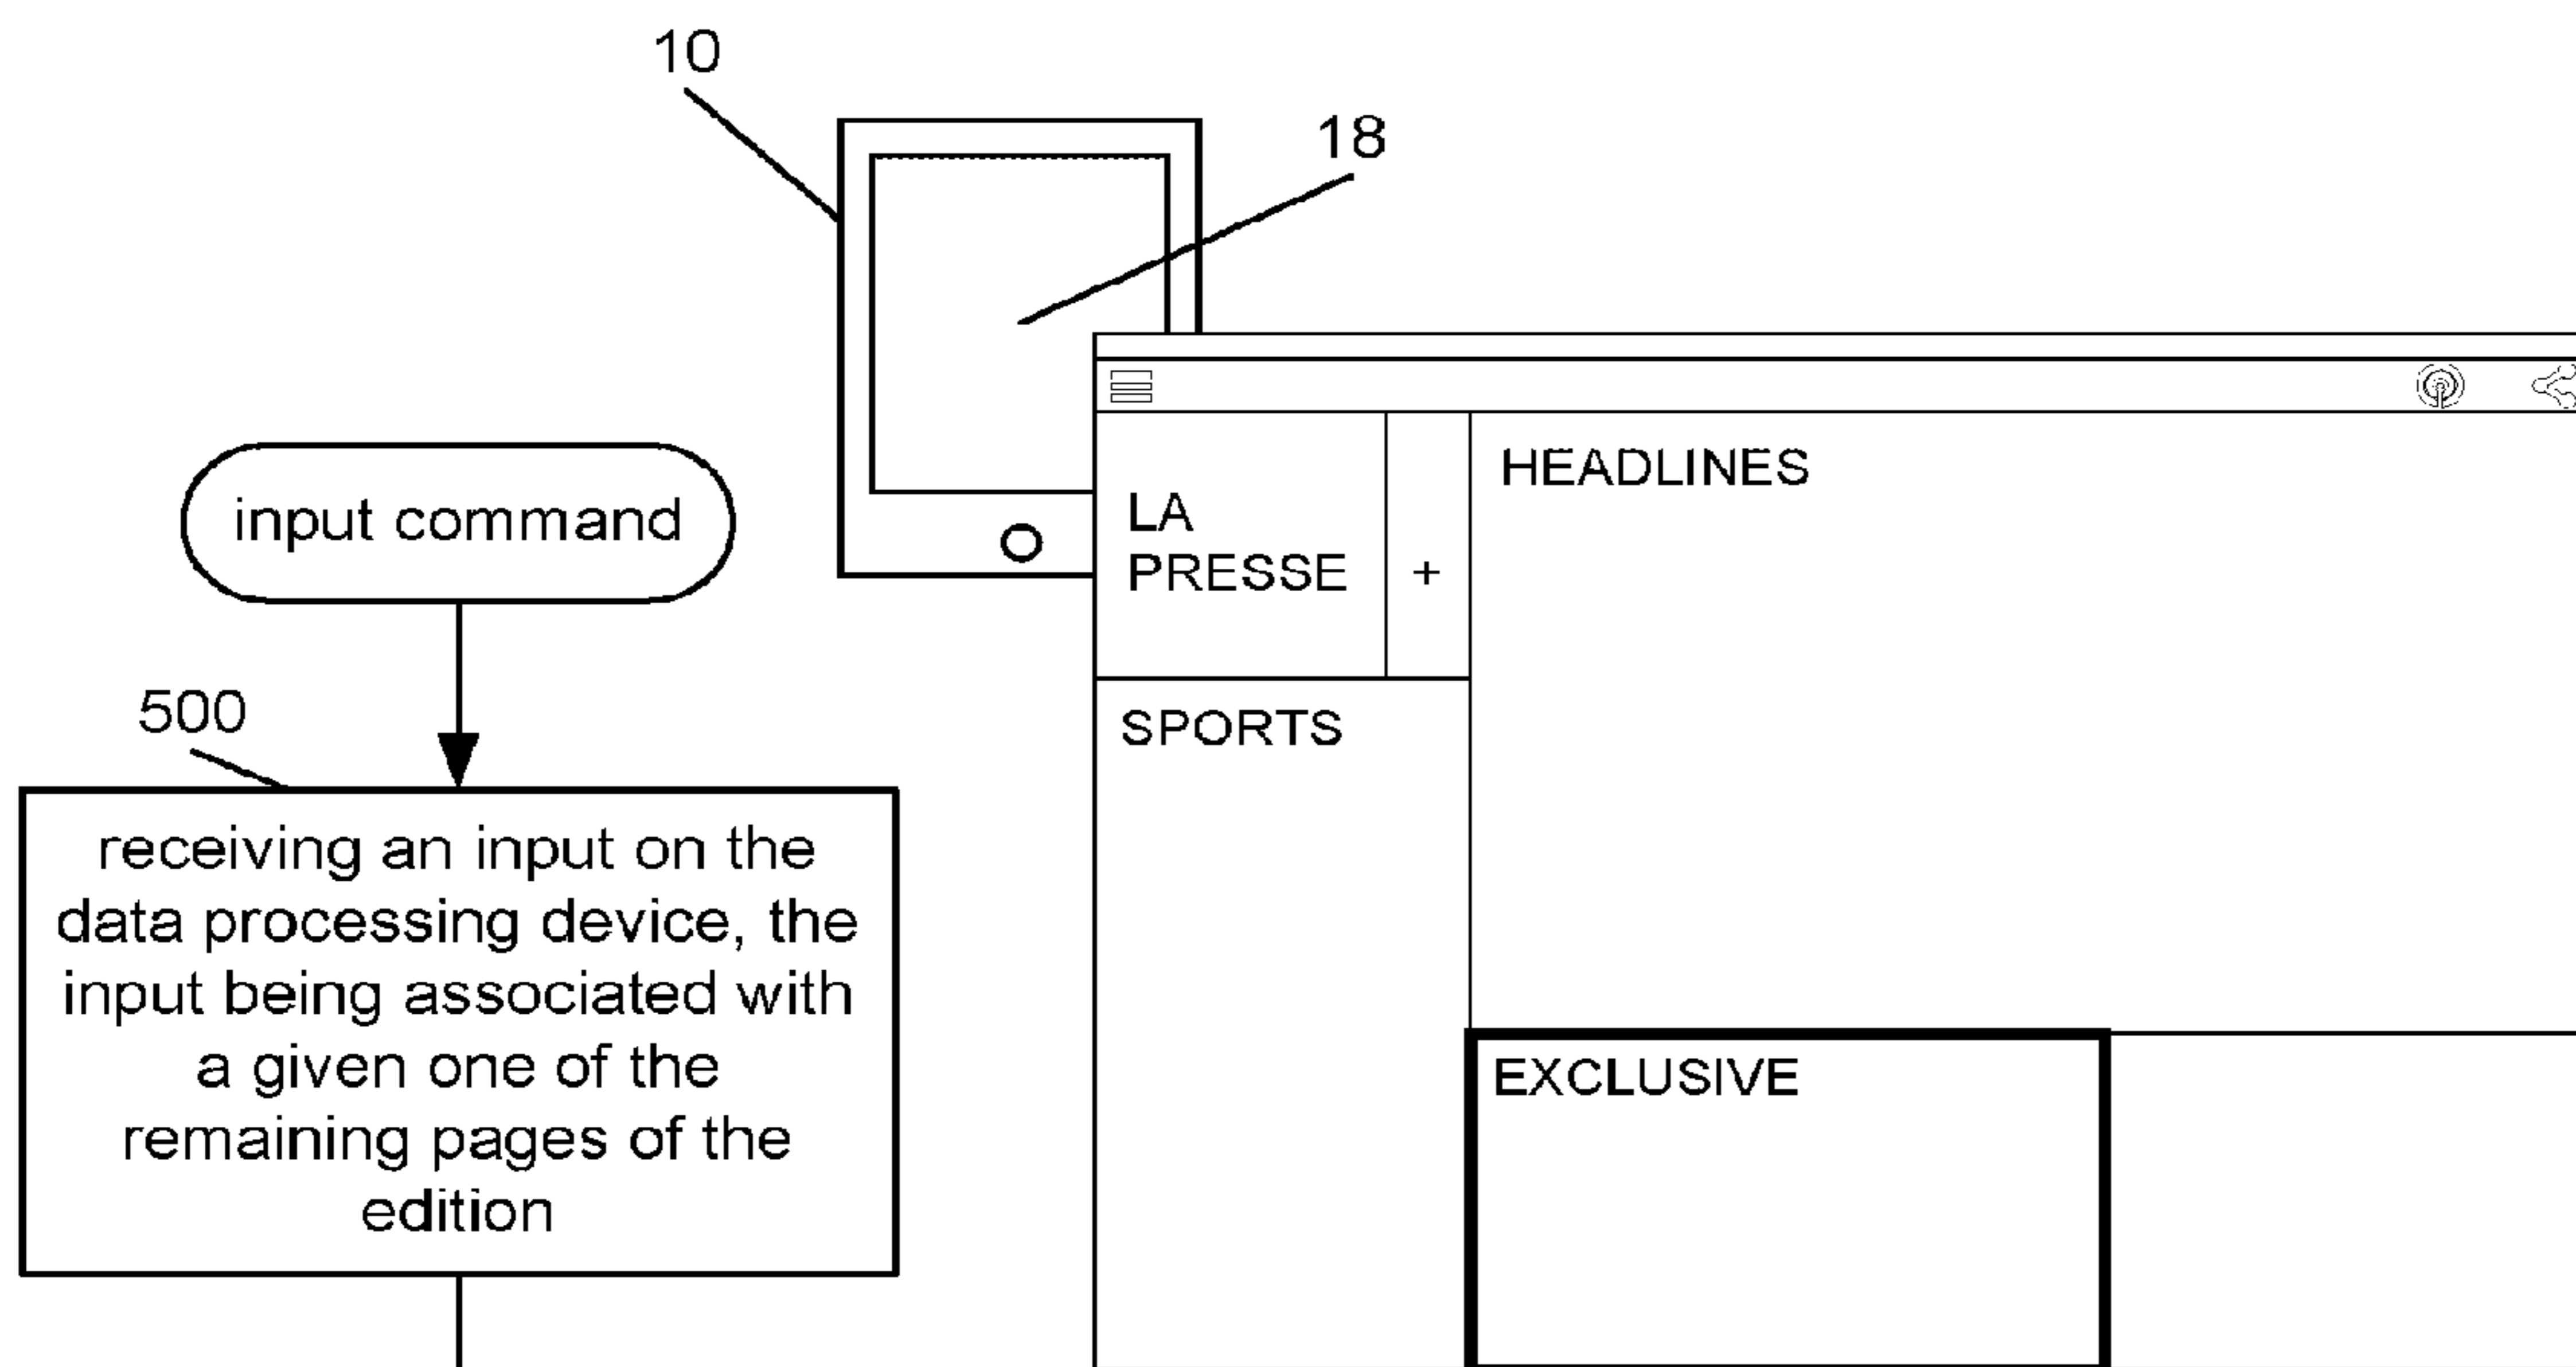 10
18
input command
500
receiving an input on the
data processing device, the
input being associated with
a given one of the
remaining pages of the
edition
LA
PRESSE
+
HEADLINES
SPORTS
EXCLUSIVE